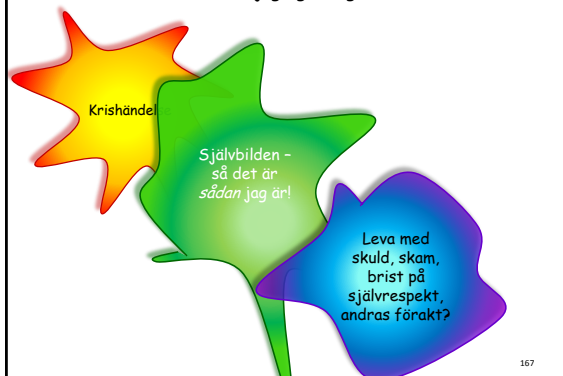 Krishändel
Självbilden –
så det är
sådan jag är!
Leva med
skuld, skam,
brist på
självrespekt,
andras förakt?
167